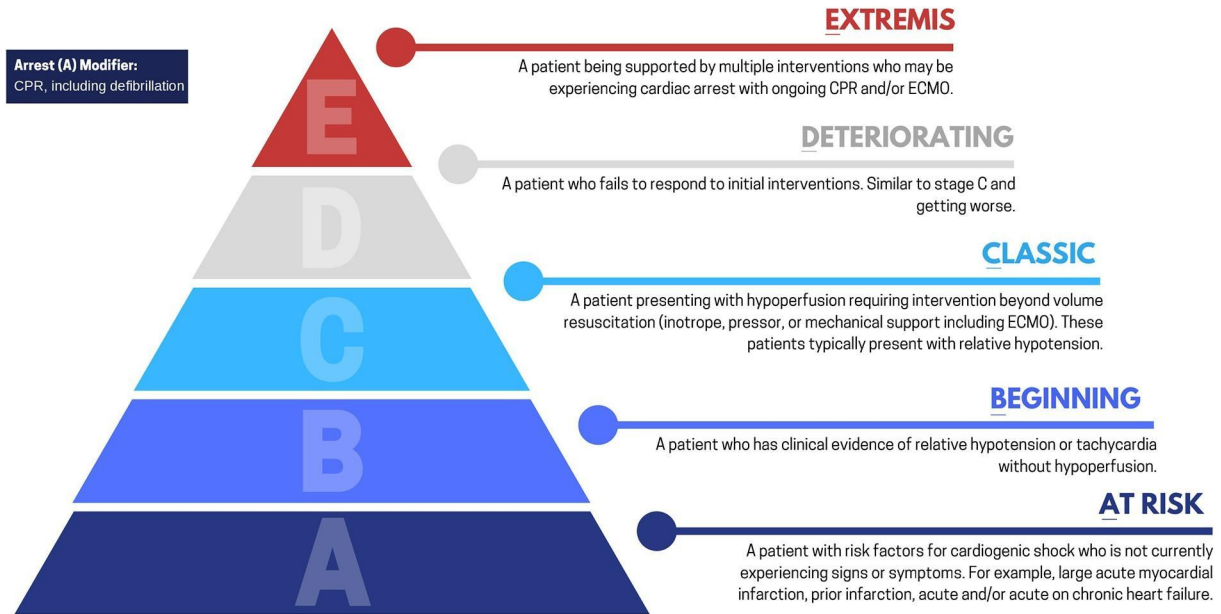 Arrest (A) Modifier:
CPR, including defibrillation
EXTREMIS
A patient being supported by multiple interventions who may be
experiencing cardiac arrest with ongoing CPR and/or ECMO.
E
DETERIORATING
A patient who fails to respond to initial interventions. Similar to stage C and
getting worse.
D
CLASSIC
A patient presenting with hypoperfusion requiring intervention beyond volume
resuscitation (inotrope, pressor, or mechanical support including ECMO). These
patients typically present with relative hypotension.
C
BEGINNING
A patient who has clinical evidence of relative hypotension or tachycardia
without hypoperfusion.
B
AT RISK
A patient with risk factors for cardiogenic shock who is not currently
experiencing signs or symptoms. For example, large acute myocardial
infarction, prior infarction, acute and/or acute on chronic heart failure.
A